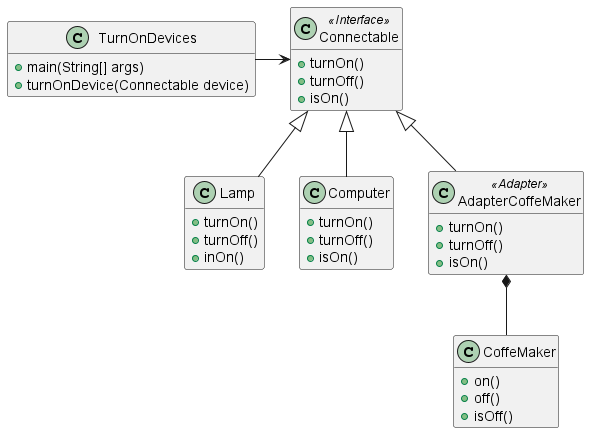 C TurnOnDevices
main(String[] args)
turnOnDevice(Connectable device)
«Interface»
C Connectable
turnOn()
turnOff()
isOn()
C Lamp
turnOn()
turnOff()
inOn()
C Computer
turnOn()
turnOff()
isOn()
«Adapter»
C AdapterCoffeMaker
turnOn()
turnOff()
isOn()
C CoffeMaker
on()
off()
isOff()